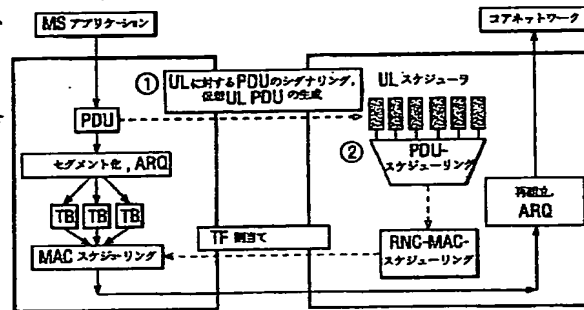 MS アプリケーション
コアネットワーク
① ULに対するPDUのシグナリング,
仮想UL PDU の生成
UL スケジューラ
PDU
② PDU-
スケジューリング
セグメント化, ARQ
TB TB TB
再組立,
ARQ
TF 割当て
RNC-MAC-
スケジューリング
MAC スケジューリング